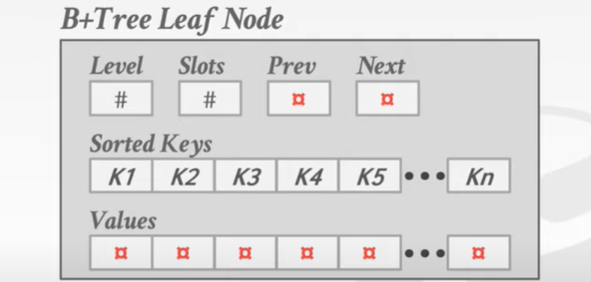 B+Tree Leaf Node
Level Slots Prev Next
# # ¤ ¤
Sorted Keys
K1 K2 K3 K4 K5 ••• Kn
Values
¤ ¤ ¤ ¤ ¤ ••• ¤